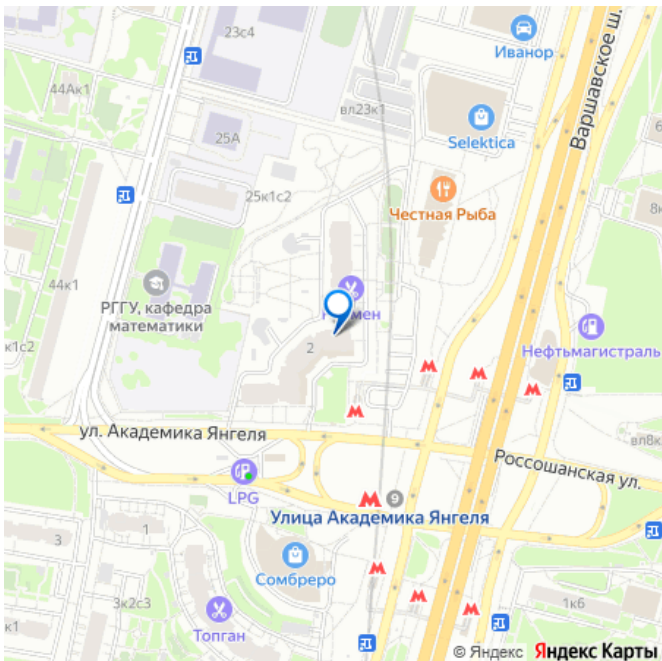 23с4
Иванор
44Ак1
вл23к1
Варшавское ш.
25А
Selektica
25к1с2
Честная Рыба
44к1
РГГУ, кафедра
математики
2
Нефтьмагистраль
к1с2
ул. Академика Янгеля
вл8к
Россошанская ул.
LPG
9
Улица Академика Янгеля
1
3
Сомбреро
3к2с3
1к6
Топган
к1
© Яндекс Яндекс Карты